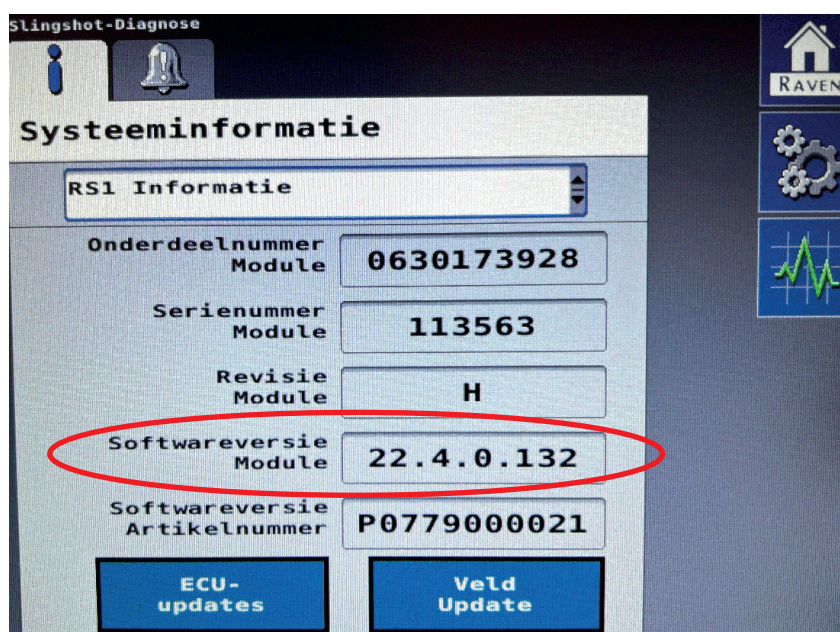 Slingshot-Diagnose
RAVEN
Systeeminformatie
RS1 Informatie
Onderdeelnummer
Module
0630173928
Serienummer
Module
113563
Revisie
Module
H
Softwareversie
Module
22.4.0.132
Softwareversie
Artikelnummer
P0779000021
ECU-
updates
Veld
Update